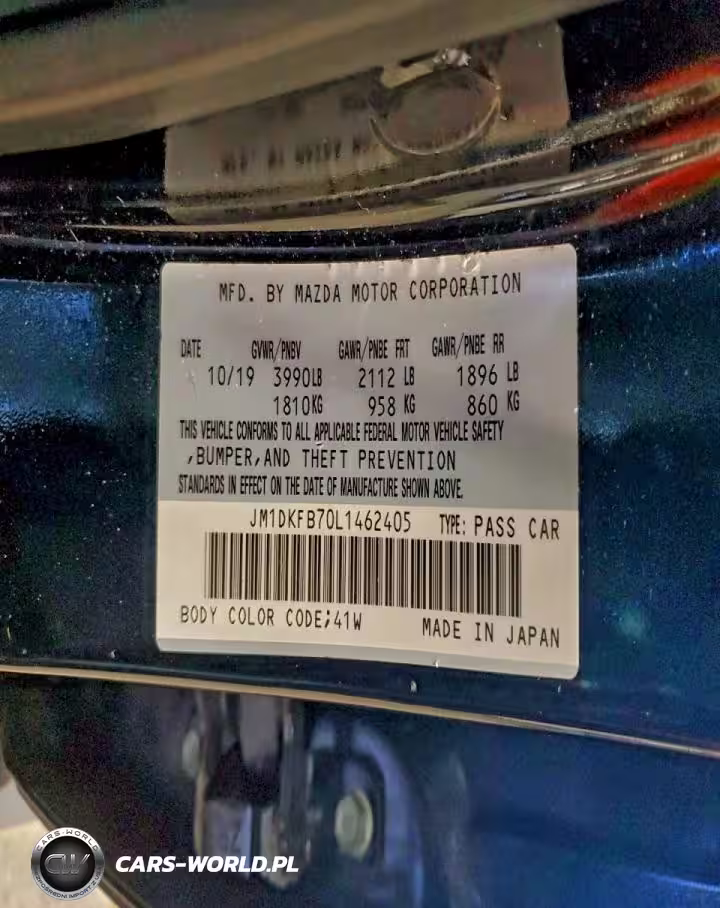 MFD. BY MAZDA MOTOR CORPORATION
DATE GVWR/PNBV GAWR/PNBE FRT GAWR/PNBE RR
10/19 3990LB 2112 LB 1896 LB
1810KG 958 KG 860 KG
THIS VEHICLE CONFORMS TO ALL APPLICABLE FEDERAL MOTOR VEHICLE SAFETY
,BUMPER,AND THEFT PREVENTION
STANDARDS IN EFFECT ON THE DATE OF MANUFACTURE SHOWN ABOVE.
JM1DKFB70L1462405 TYPE: PASS CAR
BODY COLOR CODE;41W MADE IN JAPAN
CARS-WORLD
CW
CARS-WORLD.PL